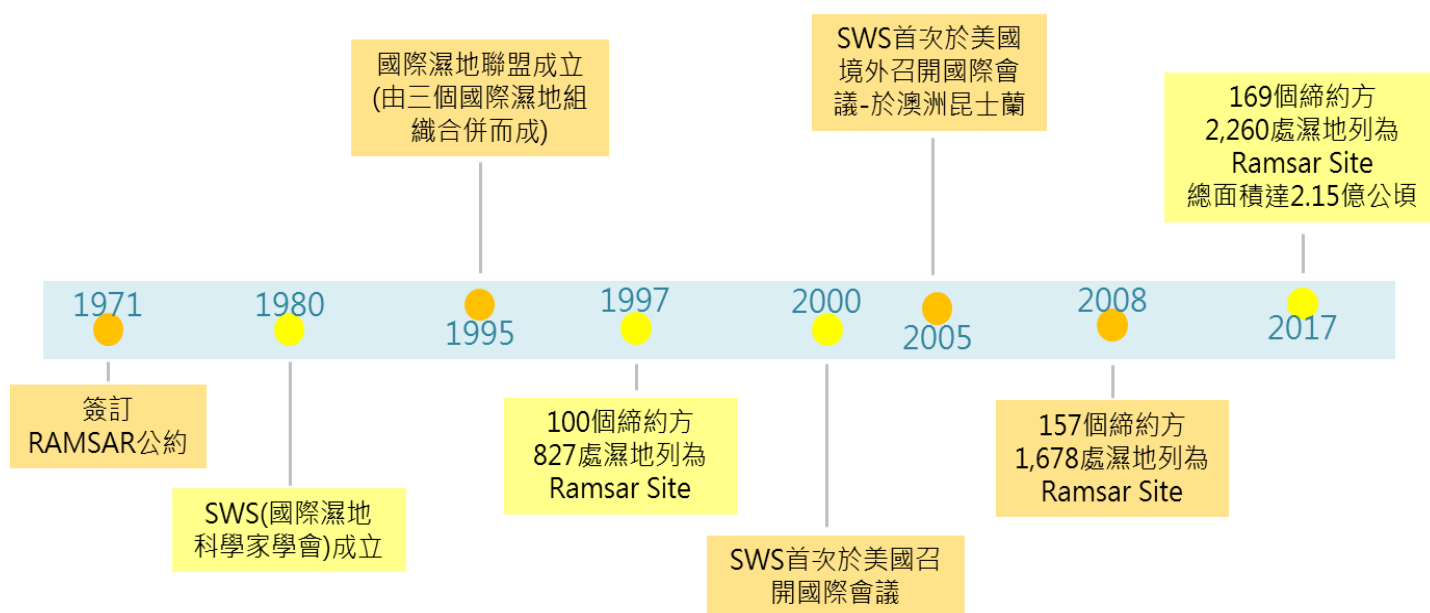 國際濕地聯盟成立
(由三個國際濕地組
織合併而成)
SWS首次於美國
境外召開國際會
議-於澳洲昆士蘭
169個締約方
2,260處濕地列為
Ramsar Site
總面積達2.15億公頃
1971
1980
1995
1997
2000
2005
2008
2017
簽訂
RAMSAR公約
SWS(國際濕地
科學家學會)成立
100個締約方
827處濕地列為
Ramsar Site
SWS首次於美國召
開國際會議
157個締約方
1,678處濕地列為
Ramsar Site